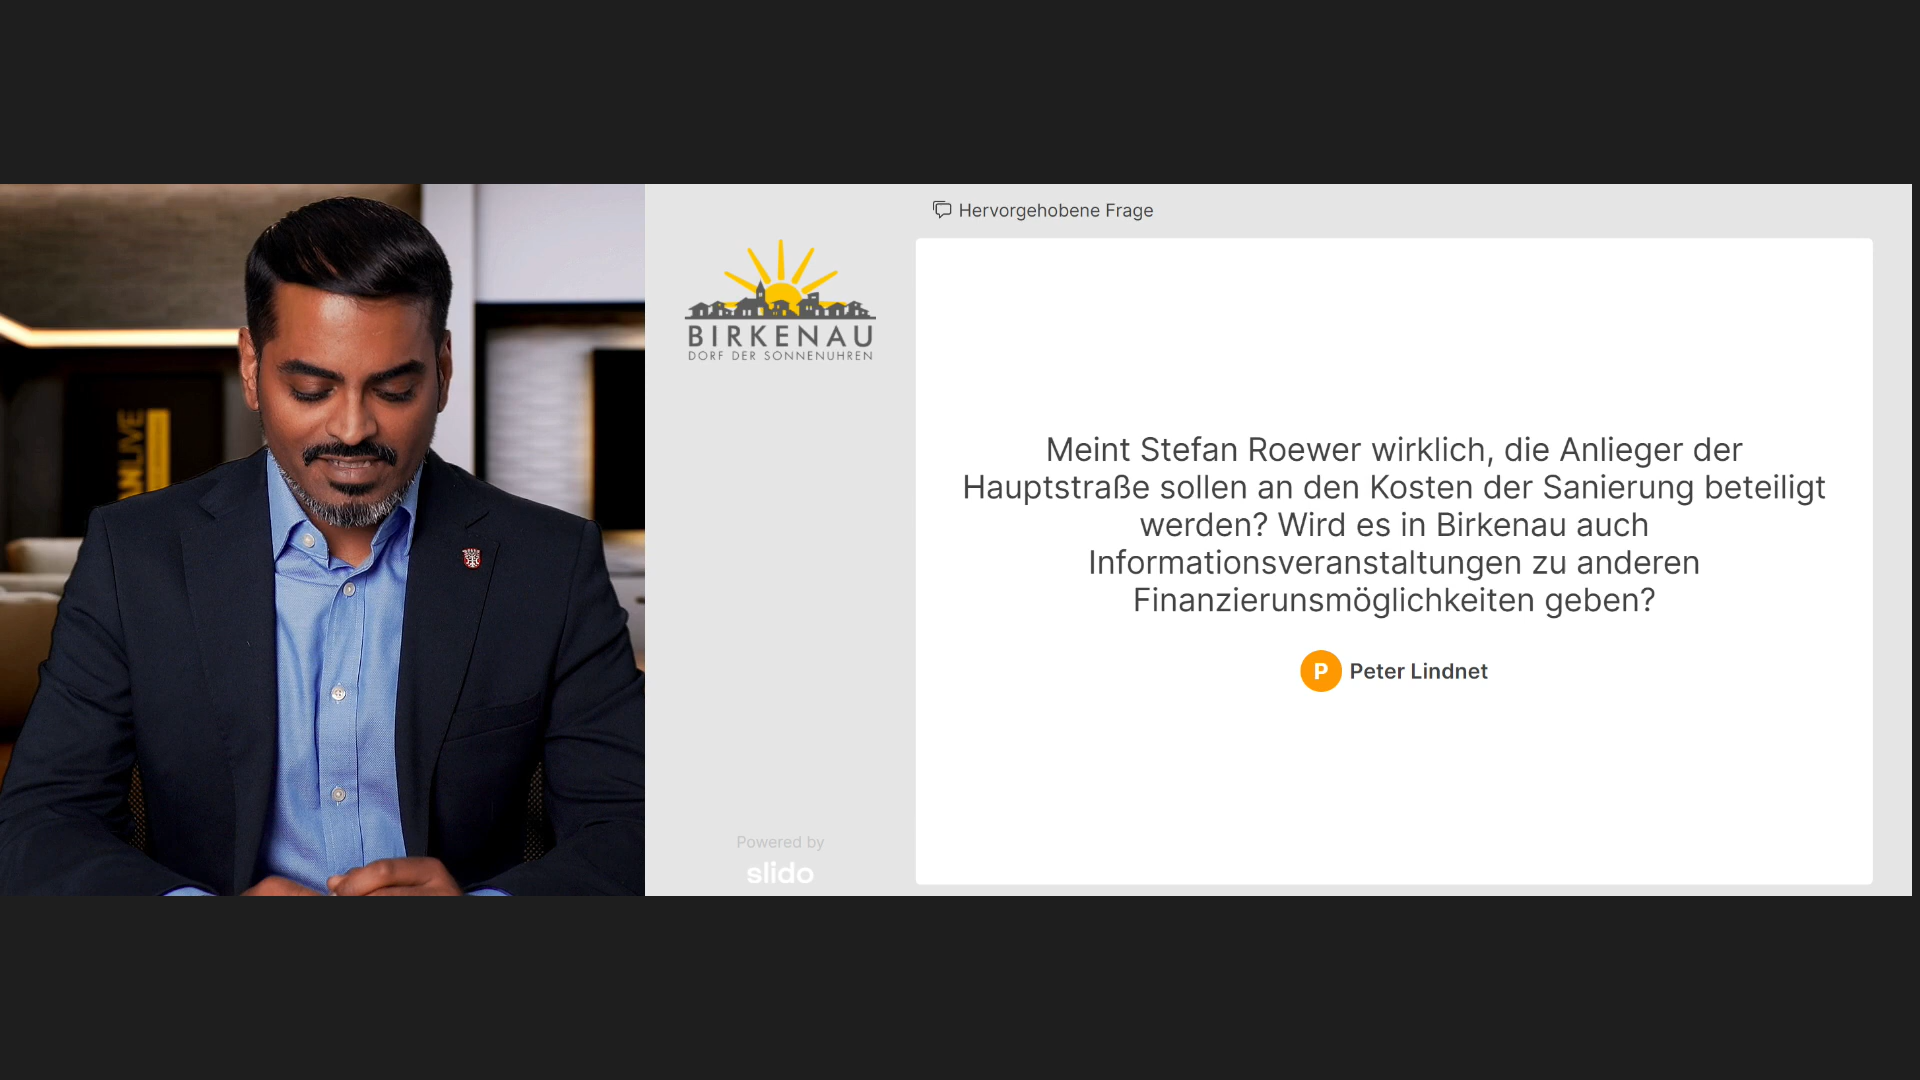 ANLIVE
Hervorgehobene Frage
BIRKENAU
DORF DER SONNENUHREN
Meint Stefan Roewer wirklich, die Anlieger der
Hauptstraße sollen an den Kosten der Sanierung beteiligt
werden? Wird es in Birkenau auch
Informationsveranstaltungen zu anderen
Finanzierunsmöglichkeiten geben?
P Peter Lindnet
Powered by
slido